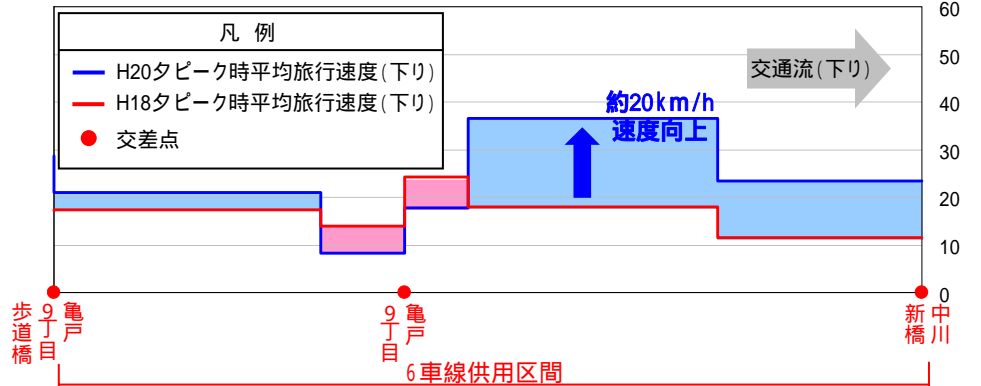 凡 例
H20夕ピーク時平均旅行速度(下り)
H18夕ピーク時平均旅行速度(下り)
交差点
交通流(下り)
約20km/h
速度向上
60
50
40
30
20
10
0
亀戸
9丁目
歩道橋
亀戸
9丁目
中川
新橋
6車線供用区間